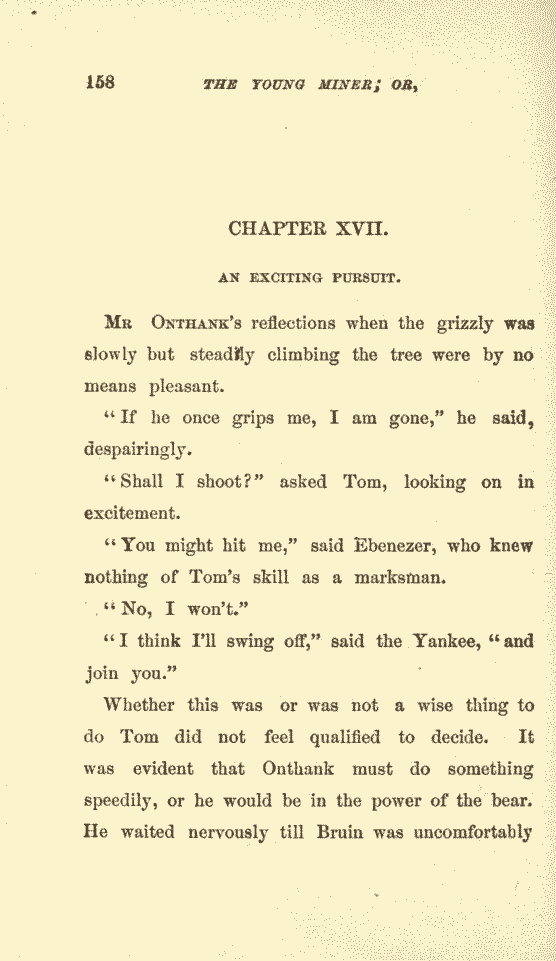 158 THE YOUNG MINER; OR,
CHAPTER XVII.
AN EXCITING PURSUIT.
MR ONTHANK'S reflections when the grizzly was
slowly but steadily climbing the tree were by no
means pleasant.
"If he once grips me, I am gone," he said,
despairingly.
"Shall I shoot?" asked Tom, looking on in
excitement.
"You might hit me," said Ebenezer, who knew
nothing of Tom's skill as a marksman.
"No, I won't."
"I think I'll swing off," said the Yankee, "and
join you."
Whether this was or was not a wise thing to
do Tom did not feel qualified to decide. It
was evident that Onthank must do something
speedily, or he would be in the power of the bear.
He waited nervously till Bruin was uncomfortably